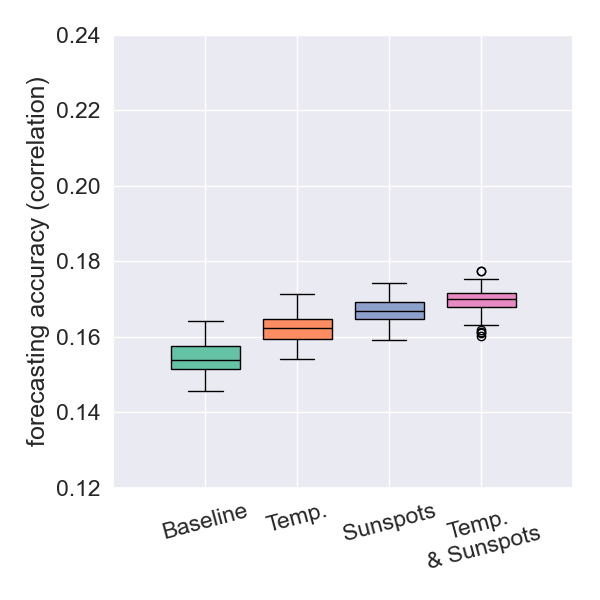 0.24
0.22
0.20
0.18
0.16
0.14
0.12
forecasting accuracy (correlation)
Baseline
Temp.
Sunspots
Temp.
& Sunspots